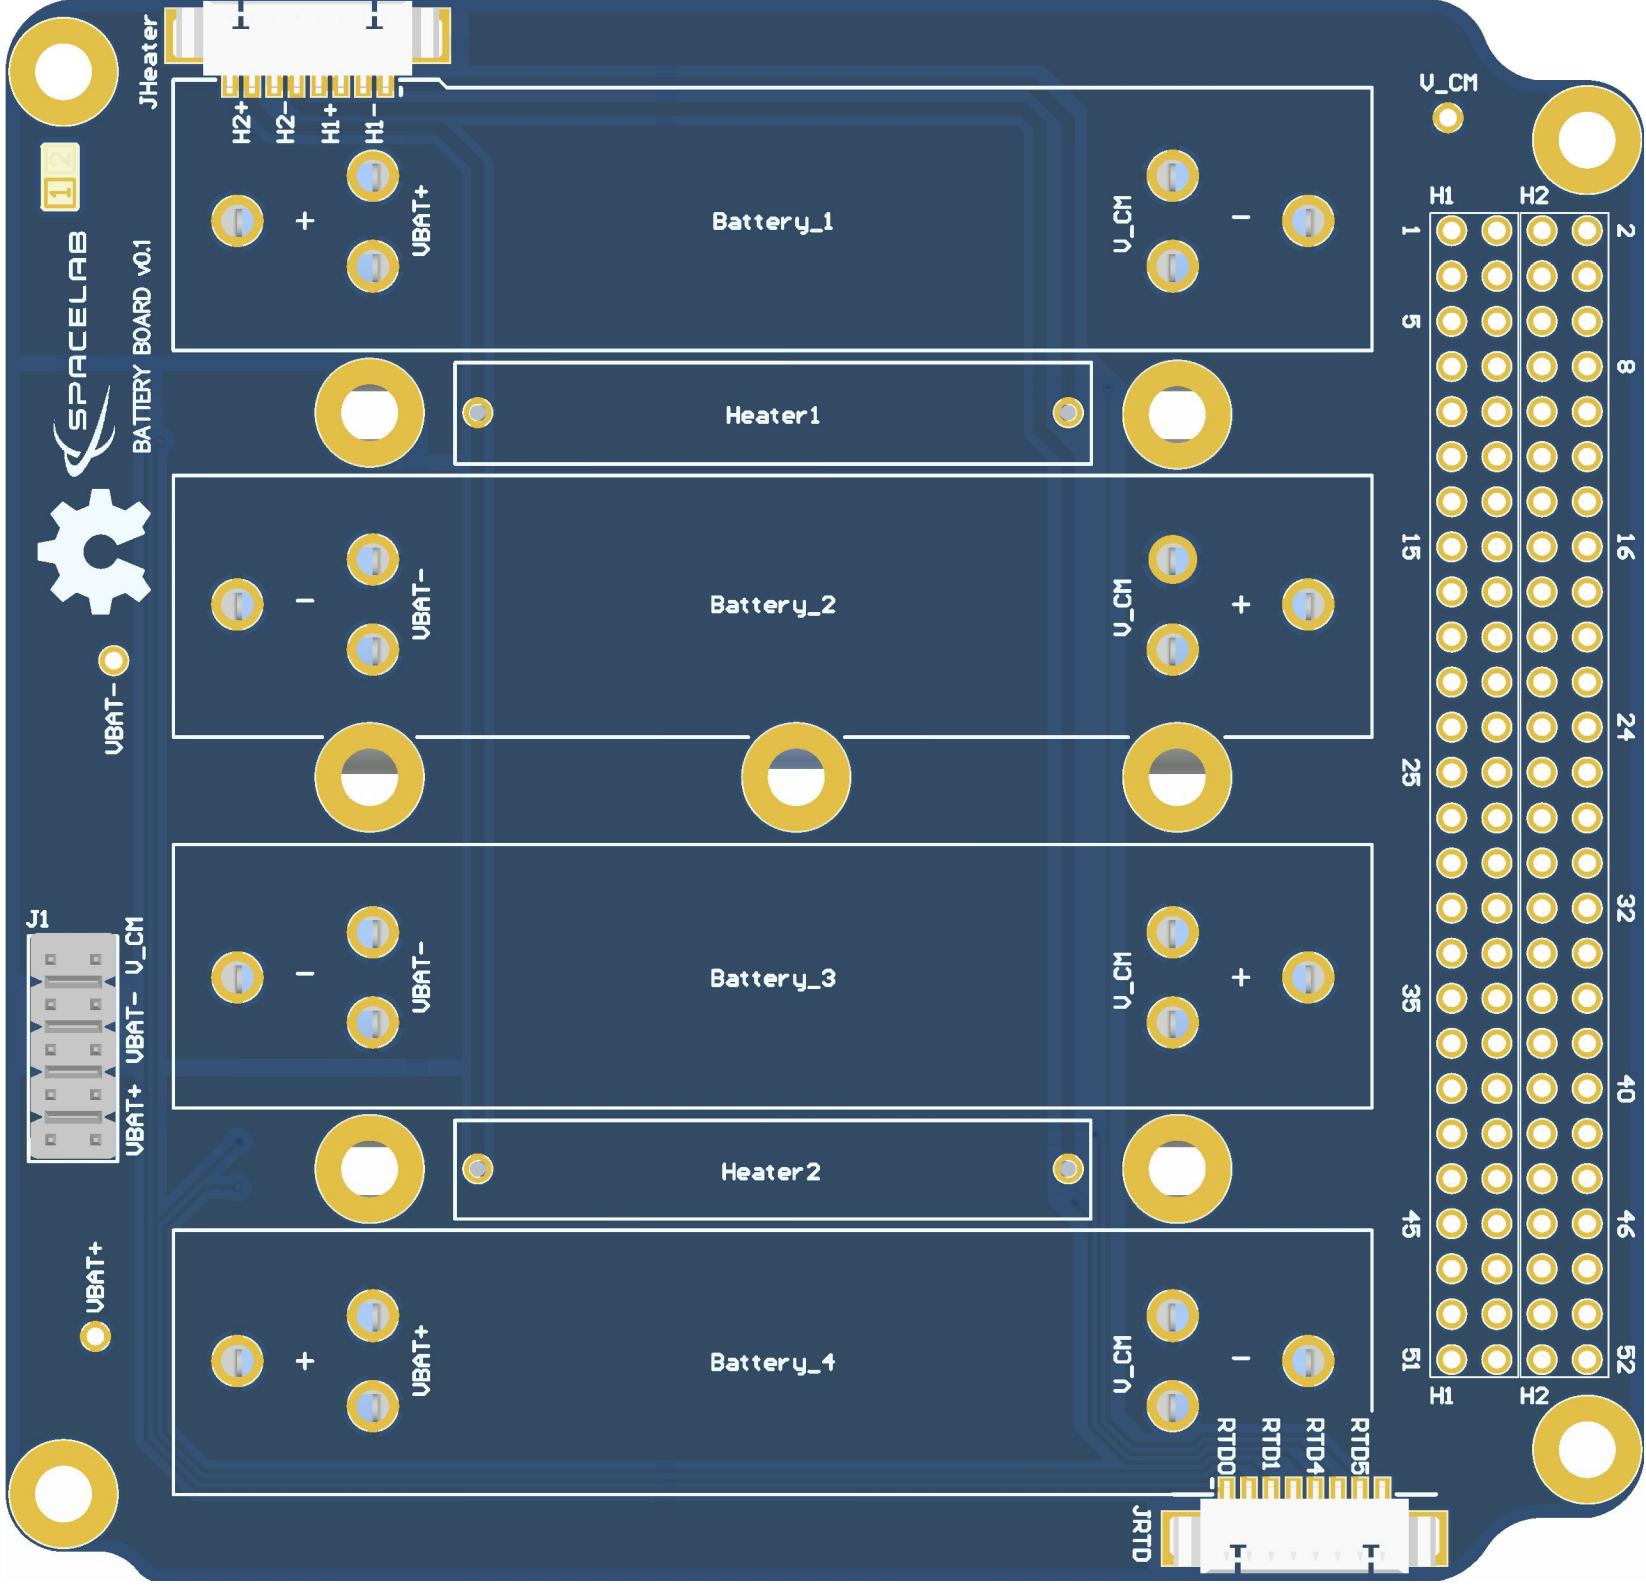 JHeater
H2+
H2-
H1+
H1-
V_CM
1
2
SPACELAB
BATTERY BOARD v0.1
+
VBAT+
Battery_1
V_CM
-
H1
H2
1
2
5
8
Heater1
-
VBAT-
Battery_2
V_CM
+
15
16
VBAT-
24
25
J1
V_CM
VBAT-
VBAT+
-
VBAT-
Battery_3
V_CM
+
32
35
40
Heater2
45
46
VBAT+
+
VBAT+
Battery_4
V_CM
-
51
52
H1
H2
RTD0
RTD1
RTD4
RTD5
JRTD